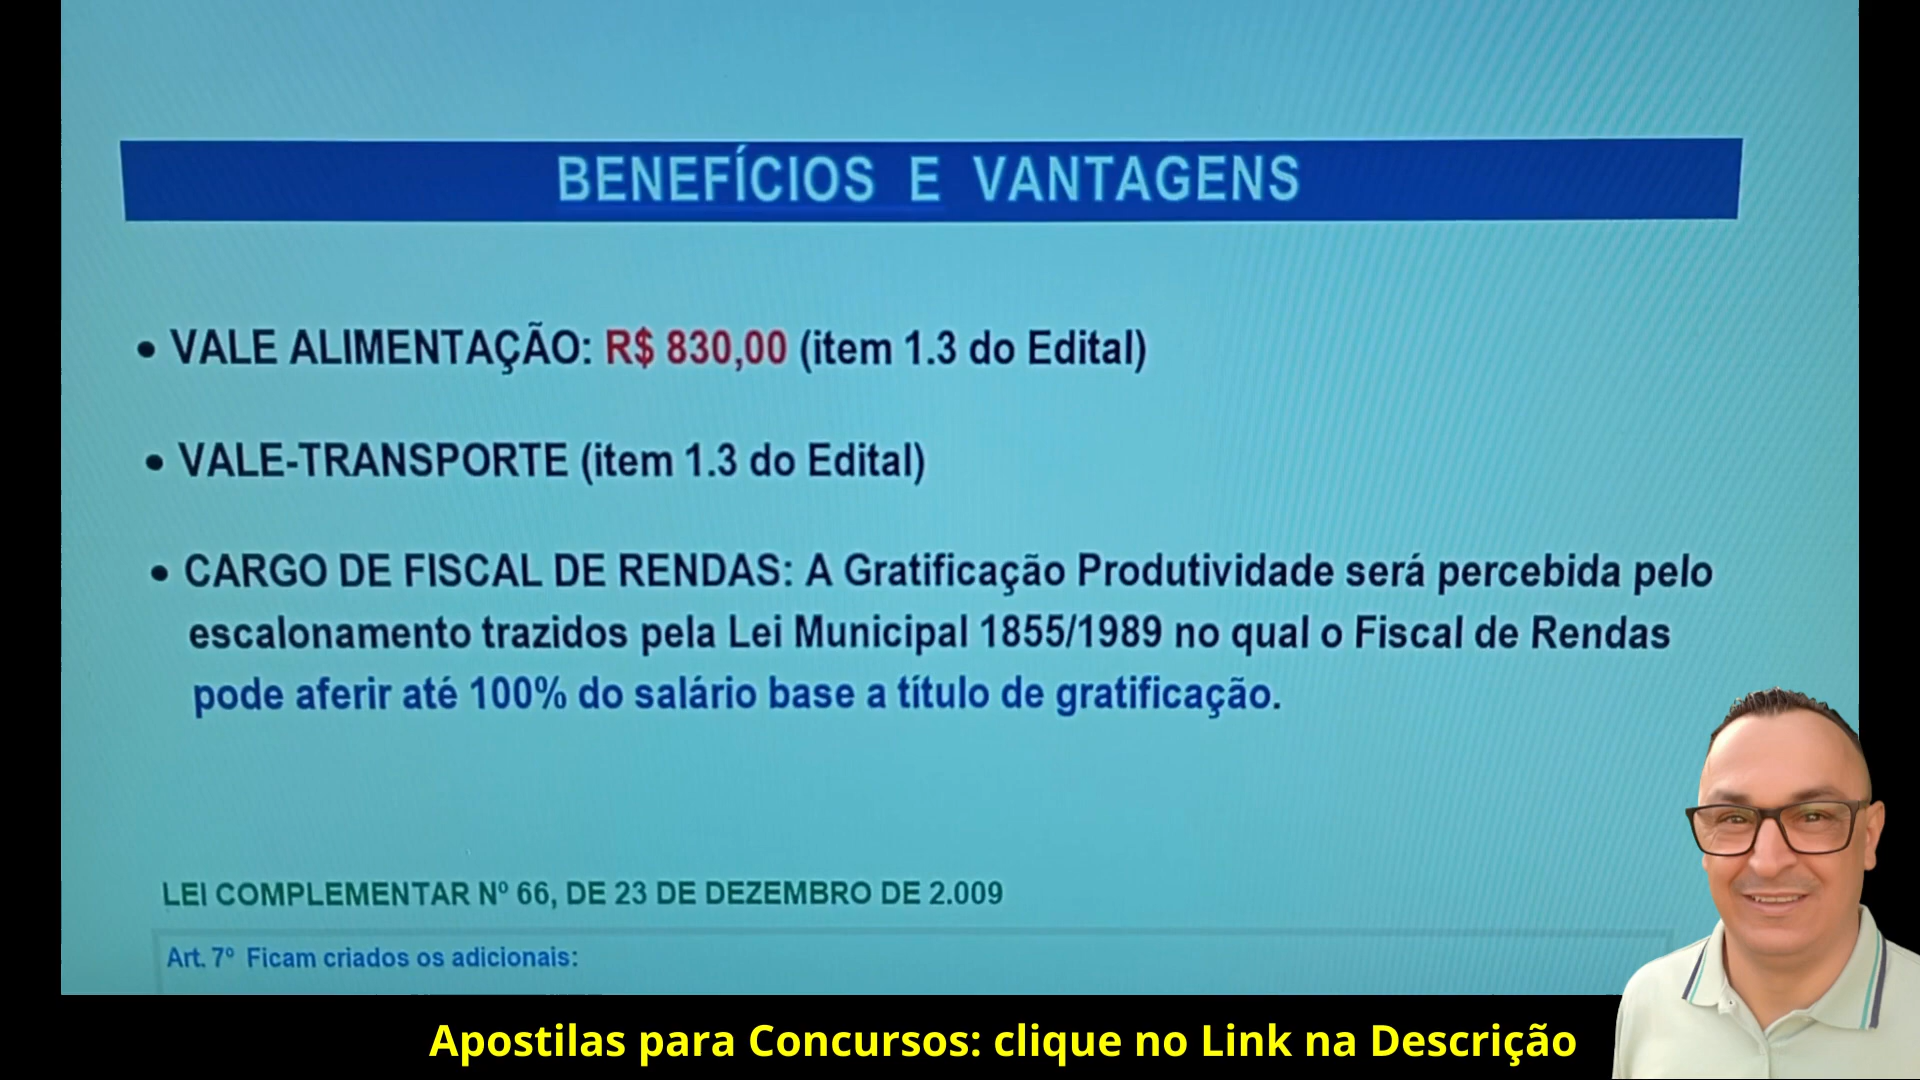 BENEFÍCIOS E VANTAGENS
• VALE ALIMENTAÇÃO: R$ 830,00 (item 1.3 do Edital)
• VALE-TRANSPORTE (item 1.3 do Edital)
• CARGO DE FISCAL DE RENDAS: A Gratificação Produtividade será percebida pelo
escalonamento trazidos pela Lei Municipal 1855/1989 no qual o Fiscal de Rendas
pode aferir até 100% do salário base a título de gratificação.
LEI COMPLEMENTAR Nº 66, DE 23 DE DEZEMBRO DE 2.009
Art. 7º Ficam criados os adicionais:
Apostilas para Concursos: clique no Link na Descrição